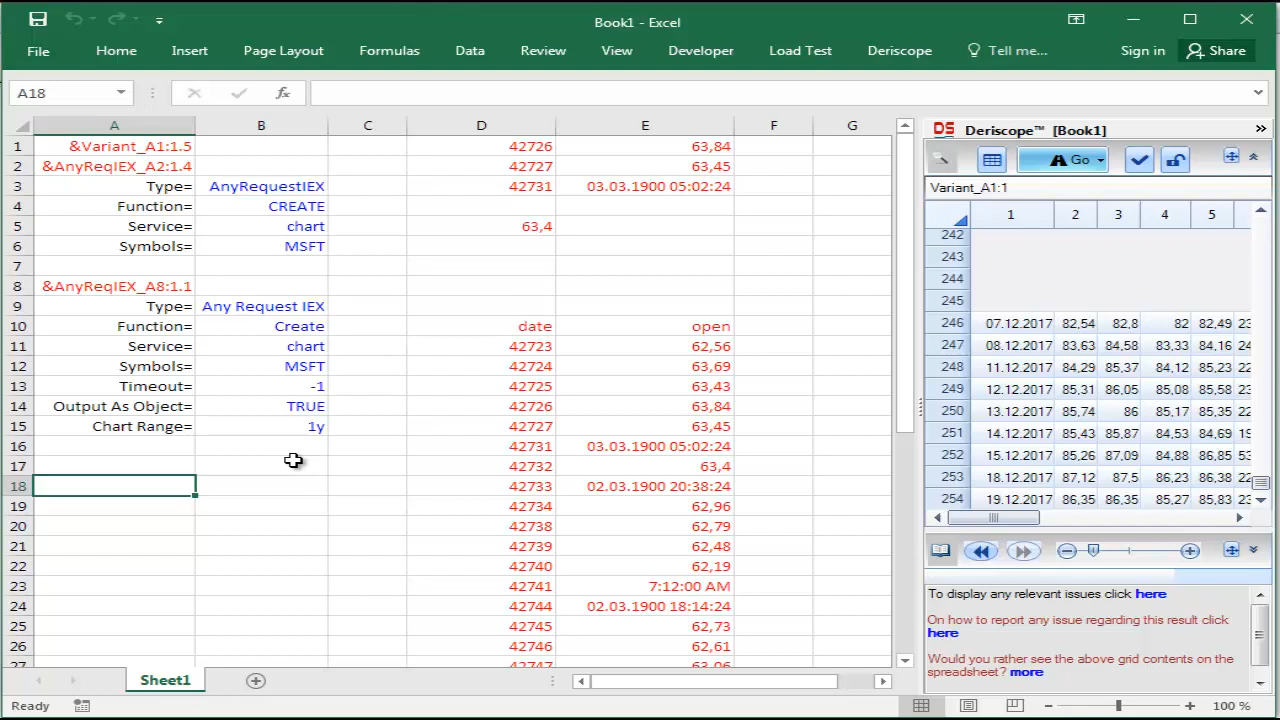 Book1 - Excel
File Home Insert Page Layout Formulas Data Review View Developer Load Test Deriscope Tell me... Sign in Share
A18 fx
A B C D E F G
1 &Variant_A1:1.5 42726 63,84
2 &AnyReqIEX_A2:1.4 42727 63,45
3 Type= AnyRequestIEX 42731 03.03.1900 05:02:24
4 Function= CREATE
5 Service= chart 63,4
6 Symbols= MSFT
7
8 &AnyReqIEX_A8:1.1
9 Type= Any Request IEX
10 Function= Create date open
11 Service= chart 42723 62,56
12 Symbols= MSFT 42724 63,69
13 Timeout= -1 42725 63,43
14 Output As Object= TRUE 42726 63,84
15 Chart Range= 1y 42727 63,45
16 42731 03.03.1900 05:02:24
17 42732 63,4
18 42733 02.03.1900 20:38:24
19 42734 62,96
20 42738 62,79
21 42739 62,48
22 42740 62,19
23 42741 7:12:00 AM
24 42744 02.03.1900 18:14:24
25 42745 62,73
26 42746 62,61
27 42747 63,06
Sheet1
Ready 100 %
DS Deriscope™ [Book1]
Go
Variant_A1:1
1 2 3 4 5
242
243
244
245
246 07.12.2017 82,54 82,8 82 82,49 23
247 08.12.2017 83,63 84,58 83,33 84,16 24
248 11.12.2017 84,29 85,37 84,12 85,23 22
249 12.12.2017 85,31 86,05 85,08 85,58 23
250 13.12.2017 85,74 86 85,17 85,35 22
251 14.12.2017 85,43 85,87 84,53 84,69 19
252 15.12.2017 85,26 87,09 84,88 86,85 53
253 18.12.2017 87,12 87,5 86,23 86,38 22
254 19.12.2017 86,35 86,35 85,27 85,83 23
To display any relevant issues click here
On how to report any issue regarding this result click
here
Would you rather see the above grid contents on the
spreadsheet? more